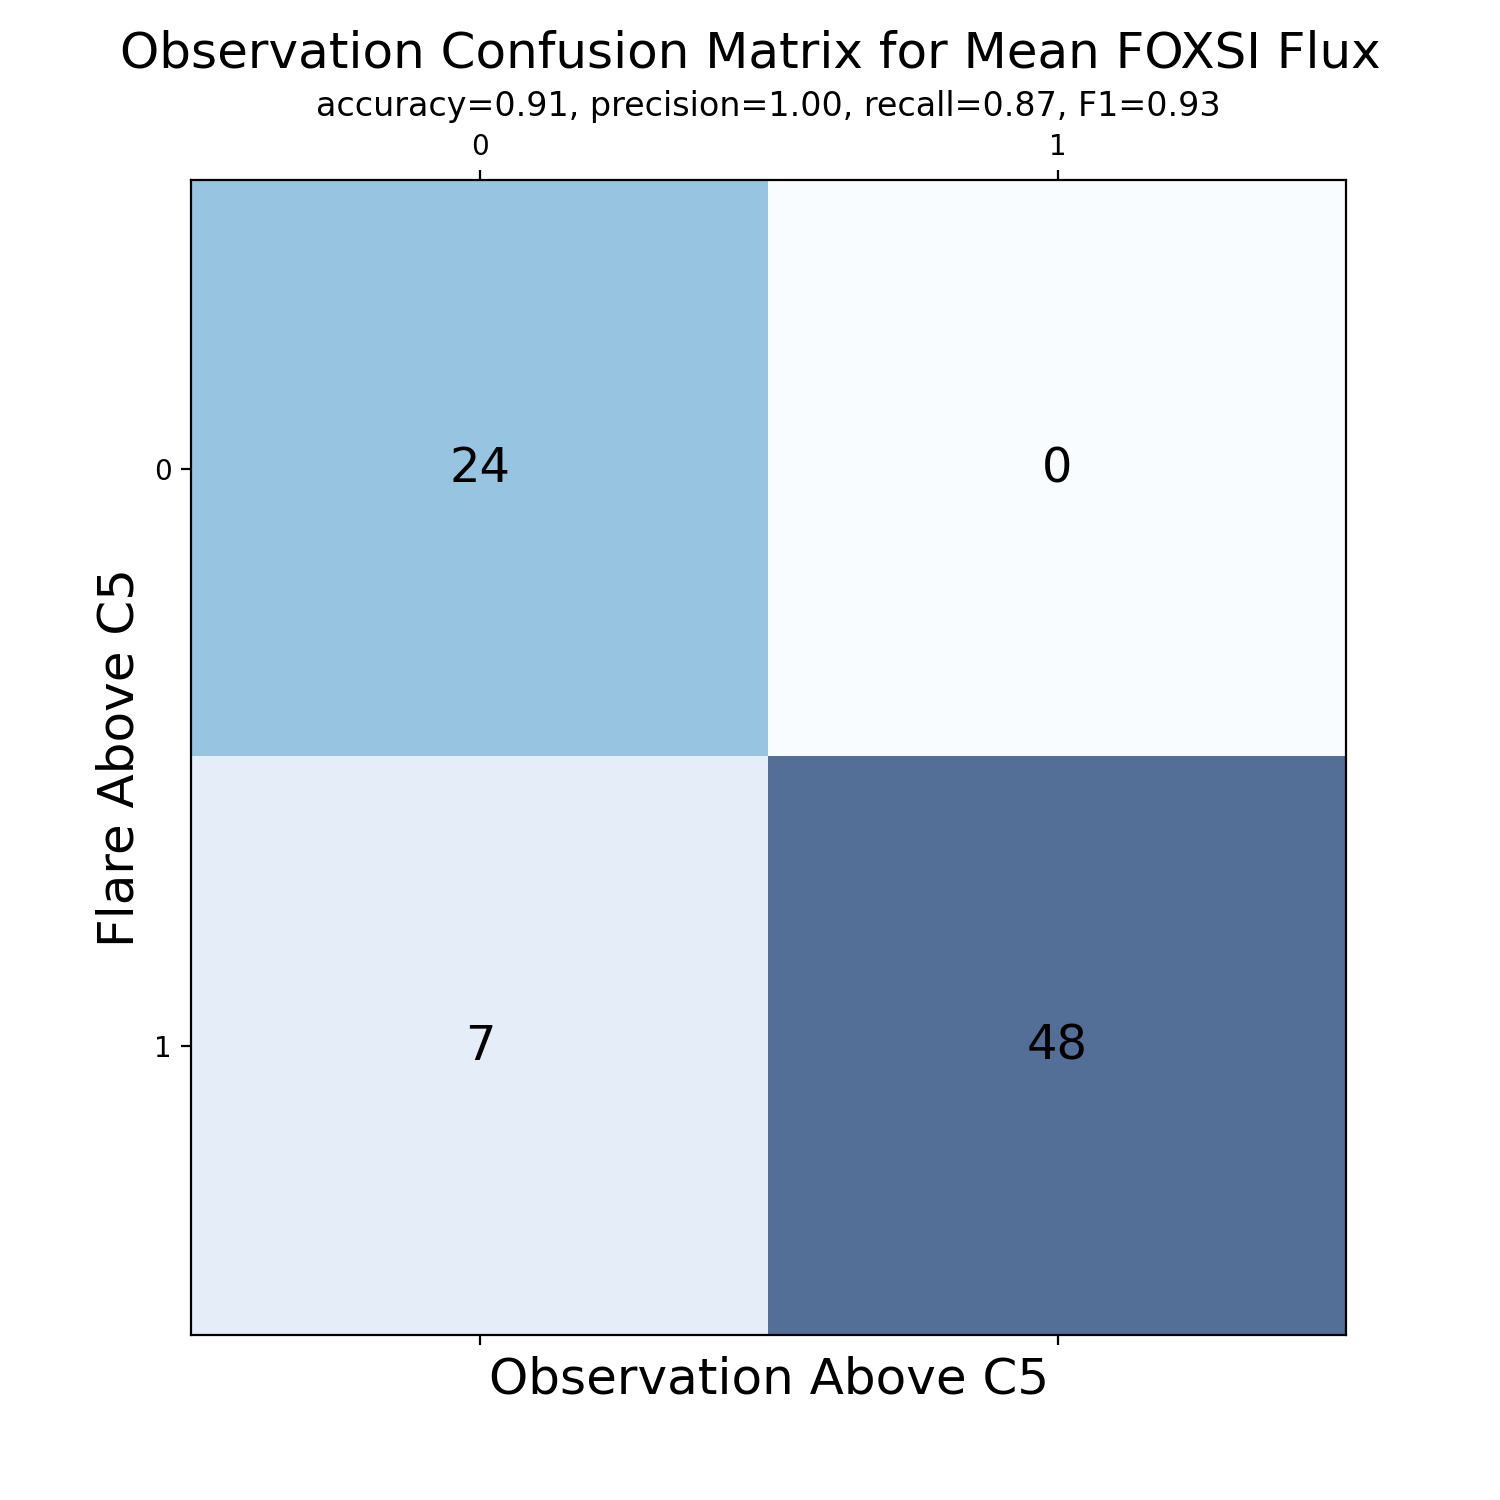 Observation Confusion Matrix for Mean FOXSI Flux
accuracy=0.91, precision=1.00, recall=0.87, F1=0.93
0 1
0
24 0
Flare Above C5
1
7 48
Observation Above C5